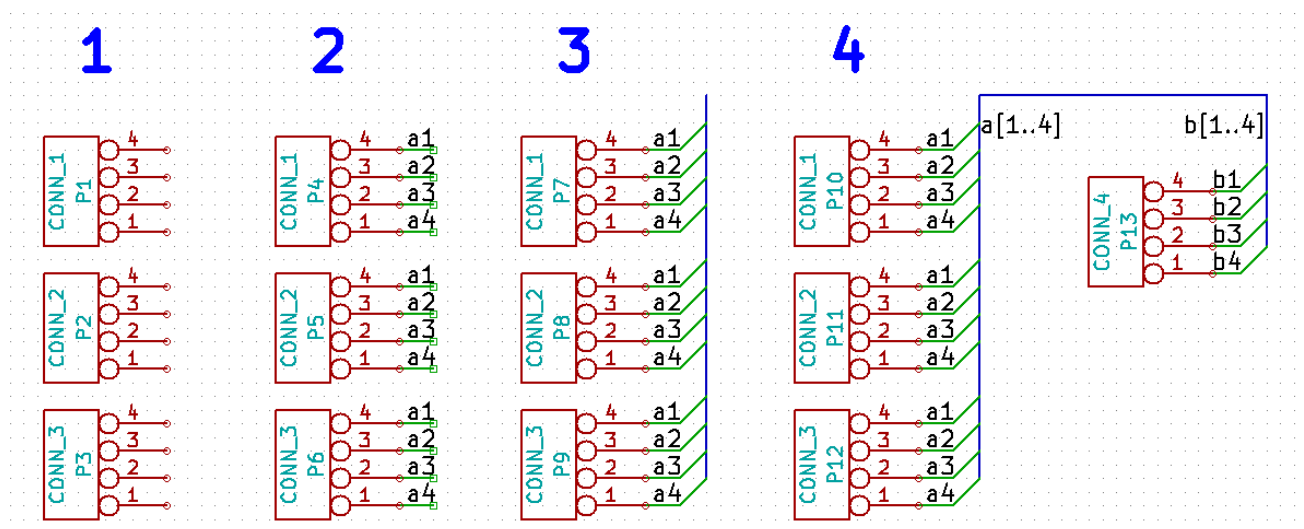 1 2 3 4
CONN_1
P1
4
3
2
1
CONN_1
P4
4 a1
3 a2
2 a3
1 a4
CONN_1
P7
4 a1
3 a2
2 a3
1 a4
CONN_1
P10
4 a1
3 a2
2 a3
1 a4
a[1..4] b[1..4]
CONN_4
P13
4 b1
3 b2
2 b3
1 b4
CONN_2
P2
4
3
2
1
CONN_2
P5
4 a1
3 a2
2 a3
1 a4
CONN_2
P8
4 a1
3 a2
2 a3
1 a4
CONN_2
P11
4 a1
3 a2
2 a3
1 a4
CONN_3
P3
4
3
2
1
CONN_3
P6
4 a1
3 a2
2 a3
1 a4
CONN_3
P9
4 a1
3 a2
2 a3
1 a4
CONN_3
P12
4 a1
3 a2
2 a3
1 a4